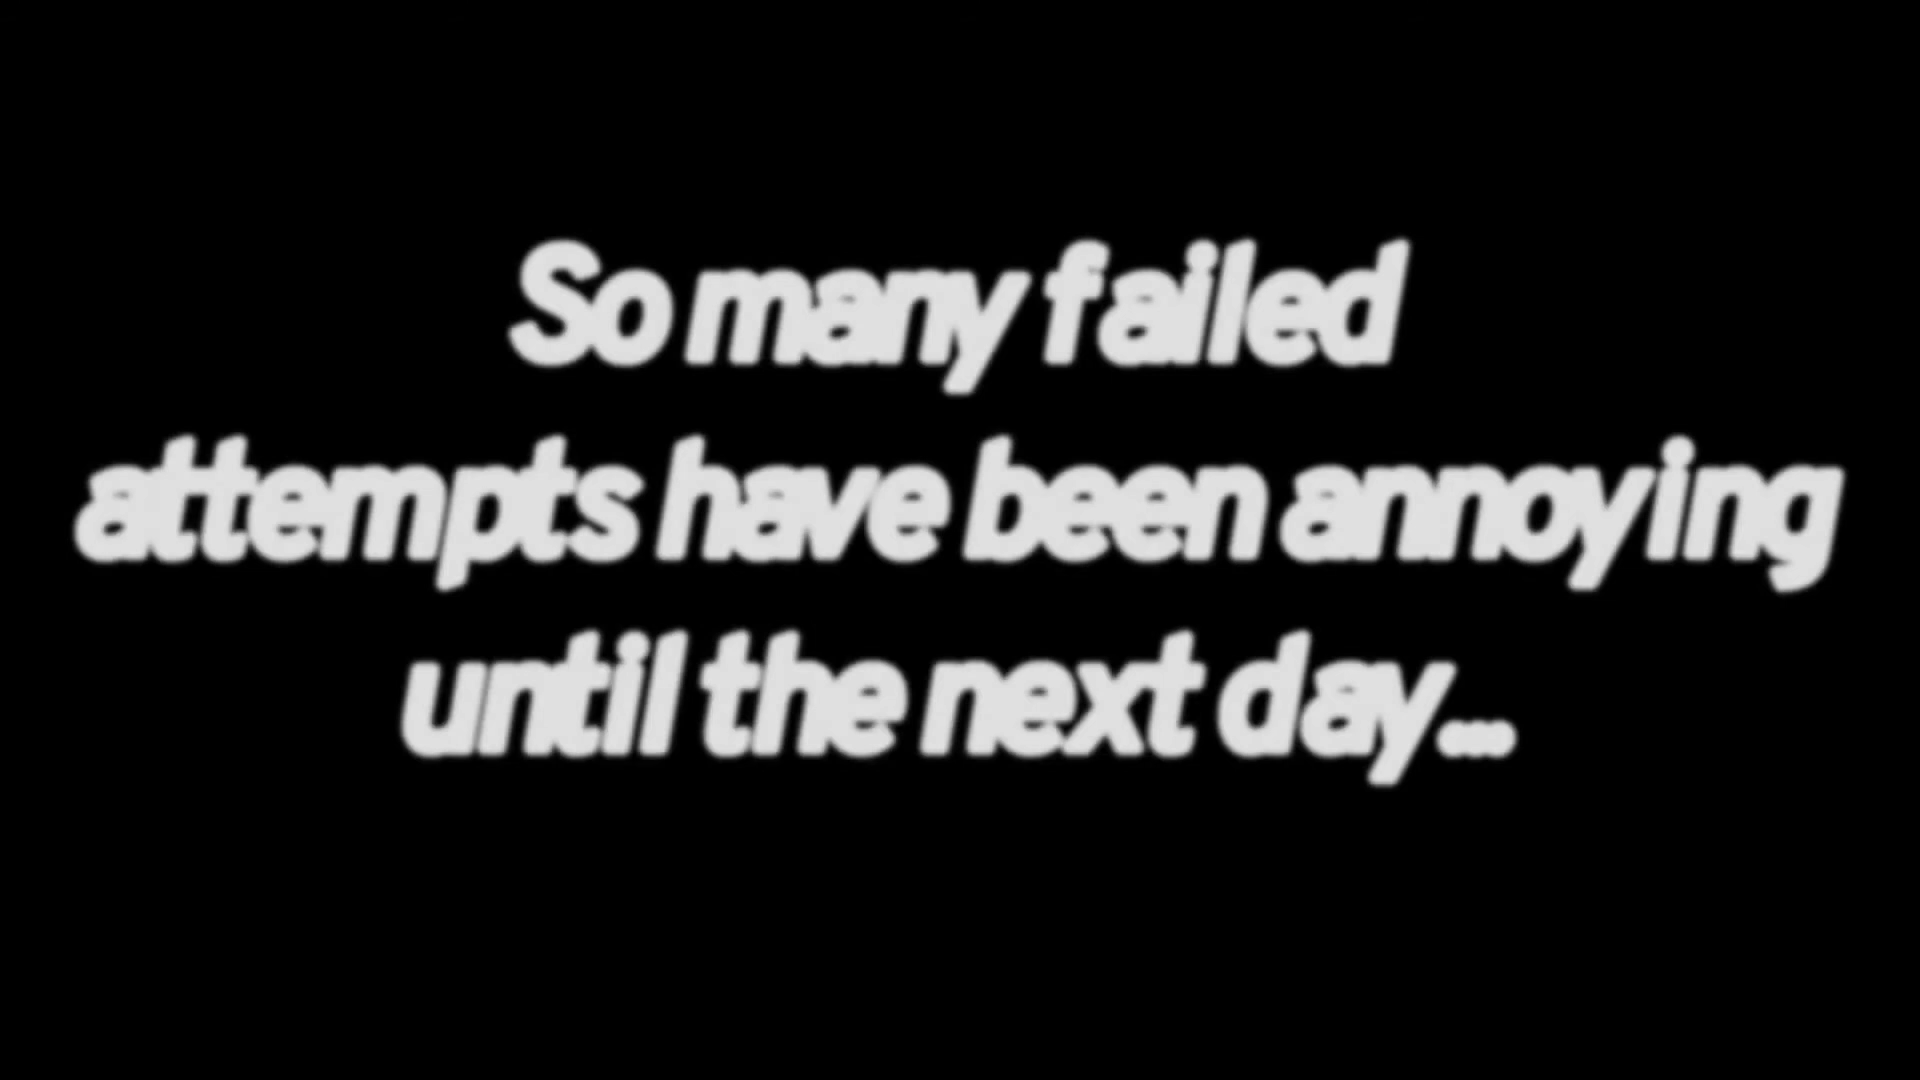 So many failed
attempts have been annoying
until the next day...